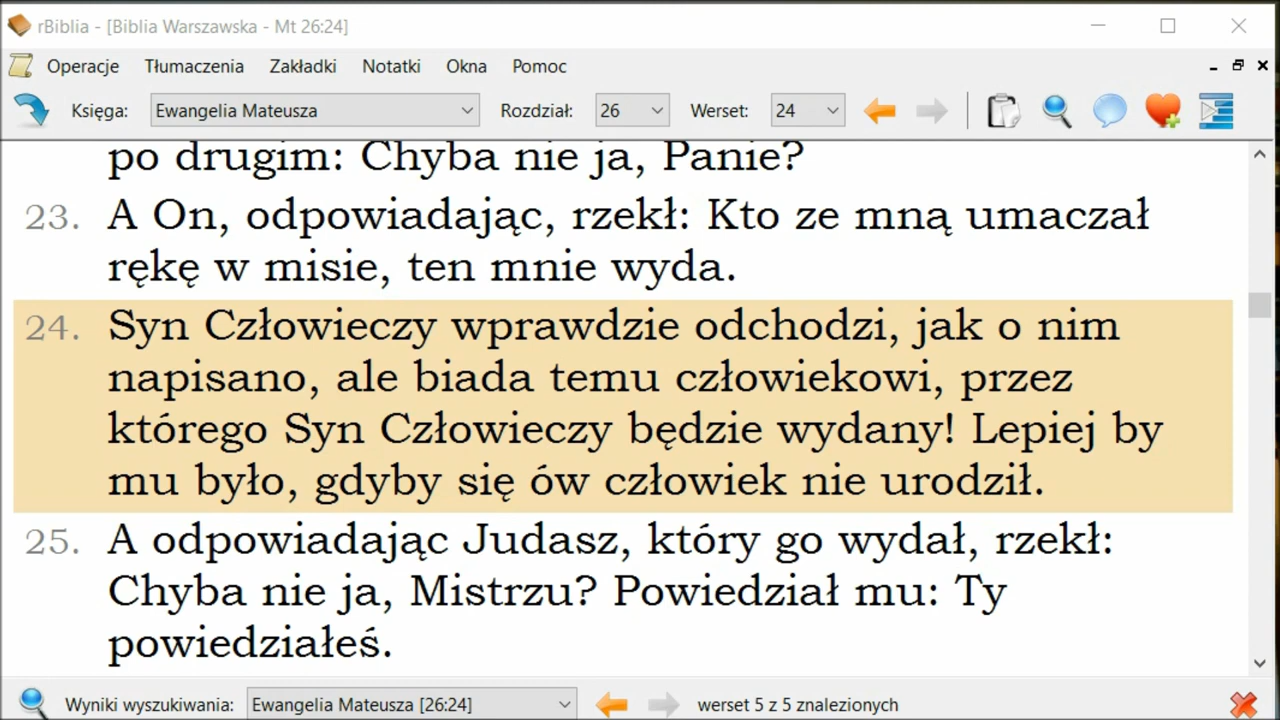 rBiblia - [Biblia Warszawska - Mt 26:24]
Operacje Tłumaczenia Zakładki Notatki Okna Pomoc
Księga: Ewangelia Mateusza Rozdział: 26 Werset: 24
po drugim: Chyba nie ja, Panie?
23. A On, odpowiadając, rzekł: Kto ze mną umaczał
rękę w misie, ten mnie wyda.
24. Syn Człowieczy wprawdzie odchodzi, jak o nim
napisano, ale biada temu człowiekowi, przez
którego Syn Człowieczy będzie wydany! Lepiej by
mu było, gdyby się ów człowiek nie urodził.
25. A odpowiadając Judasz, który go wydał, rzekł:
Chyba nie ja, Mistrzu? Powiedział mu: Ty
powiedziałeś.
Wyniki wyszukiwania: Ewangelia Mateusza [26:24] werset 5 z 5 znalezionych